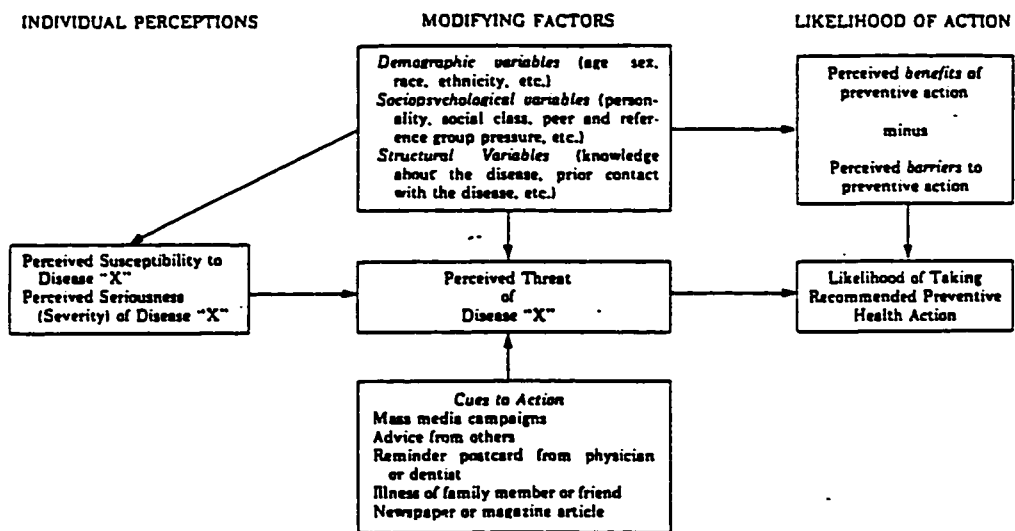 INDIVIDUAL PERCEPTIONS
MODIFYING FACTORS
LIKELIHOOD OF ACTION
Demographic variables (age sex,
race, ethnicity, etc.)
Sociopsychological variables (person-
ality, social class, peer and refer-
ence group pressure, etc.)
Structural Variables (knowledge
about the disease, prior contact
with the disease, etc.)
Perceived benefits of
preventive action
minus
Perceived barriers to
preventive action
Perceived Susceptibility to
Disease "X"
Perceived Seriousness
(Severity) of Disease "X"
Perceived Threat
of
Disease "X"
Likelihood of Taking
Recommended Preventive
Health Action
Cues to Action
Mass media campaigns
Advice from others
Reminder postcard from physician
or dentist
Illness of family member or friend
Newspaper or magazine article